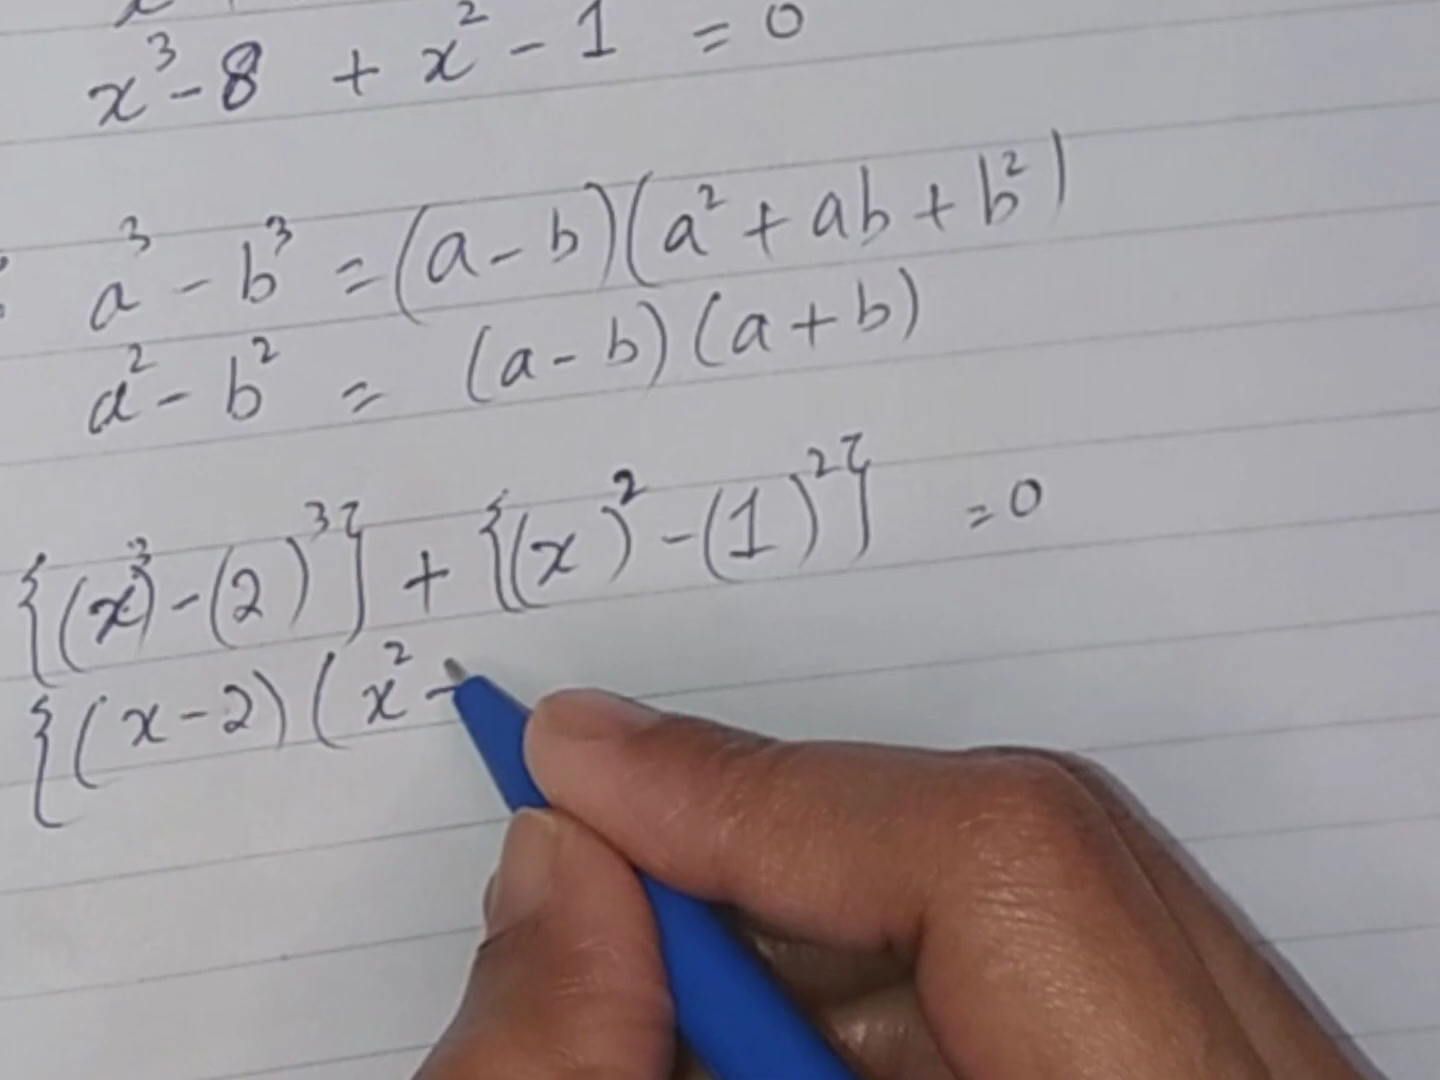 x³ - 8 + x² - 1 = 0
a³ - b³ = (a - b)(a² + ab + b²)
a² - b² = (a - b)(a + b)
{(x)³ - (2)³} + {(x)² - (1)²} = 0
{(x - 2)(x² -